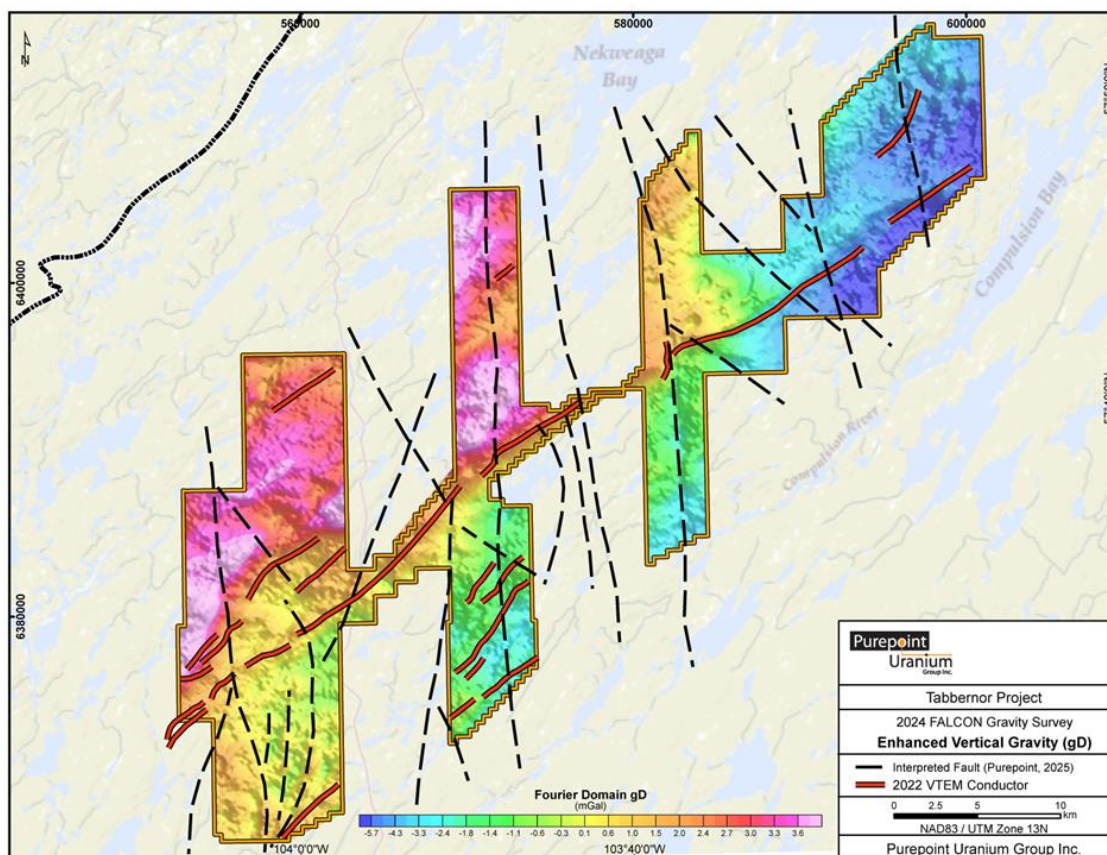 560000
580000
600000
N
Nekweaga
Bay
Compulsion Bay
6400000
Compulsion River
6380000
Purepoint
Uranium
Group Inc.
Tabbernor Project
2024 FALCON Gravity Survey
Enhanced Vertical Gravity (gD)
Interpreted Fault (Purepoint, 2025)
2022 VTEM Conductor
0 2.5 5 10
km
NAD83 / UTM Zone 13N
Purepoint Uranium Group Inc.
Fourier Domain gD
(mGal)
-5.7 -4.3 -3.3 -2.4 -1.8 -1.1 -0.6 -0.3 0.1 0.6 1.0 1.5 2.0 2.4 2.7 3.0 3.3 3.6
104°0'0"W
103°40'0"W